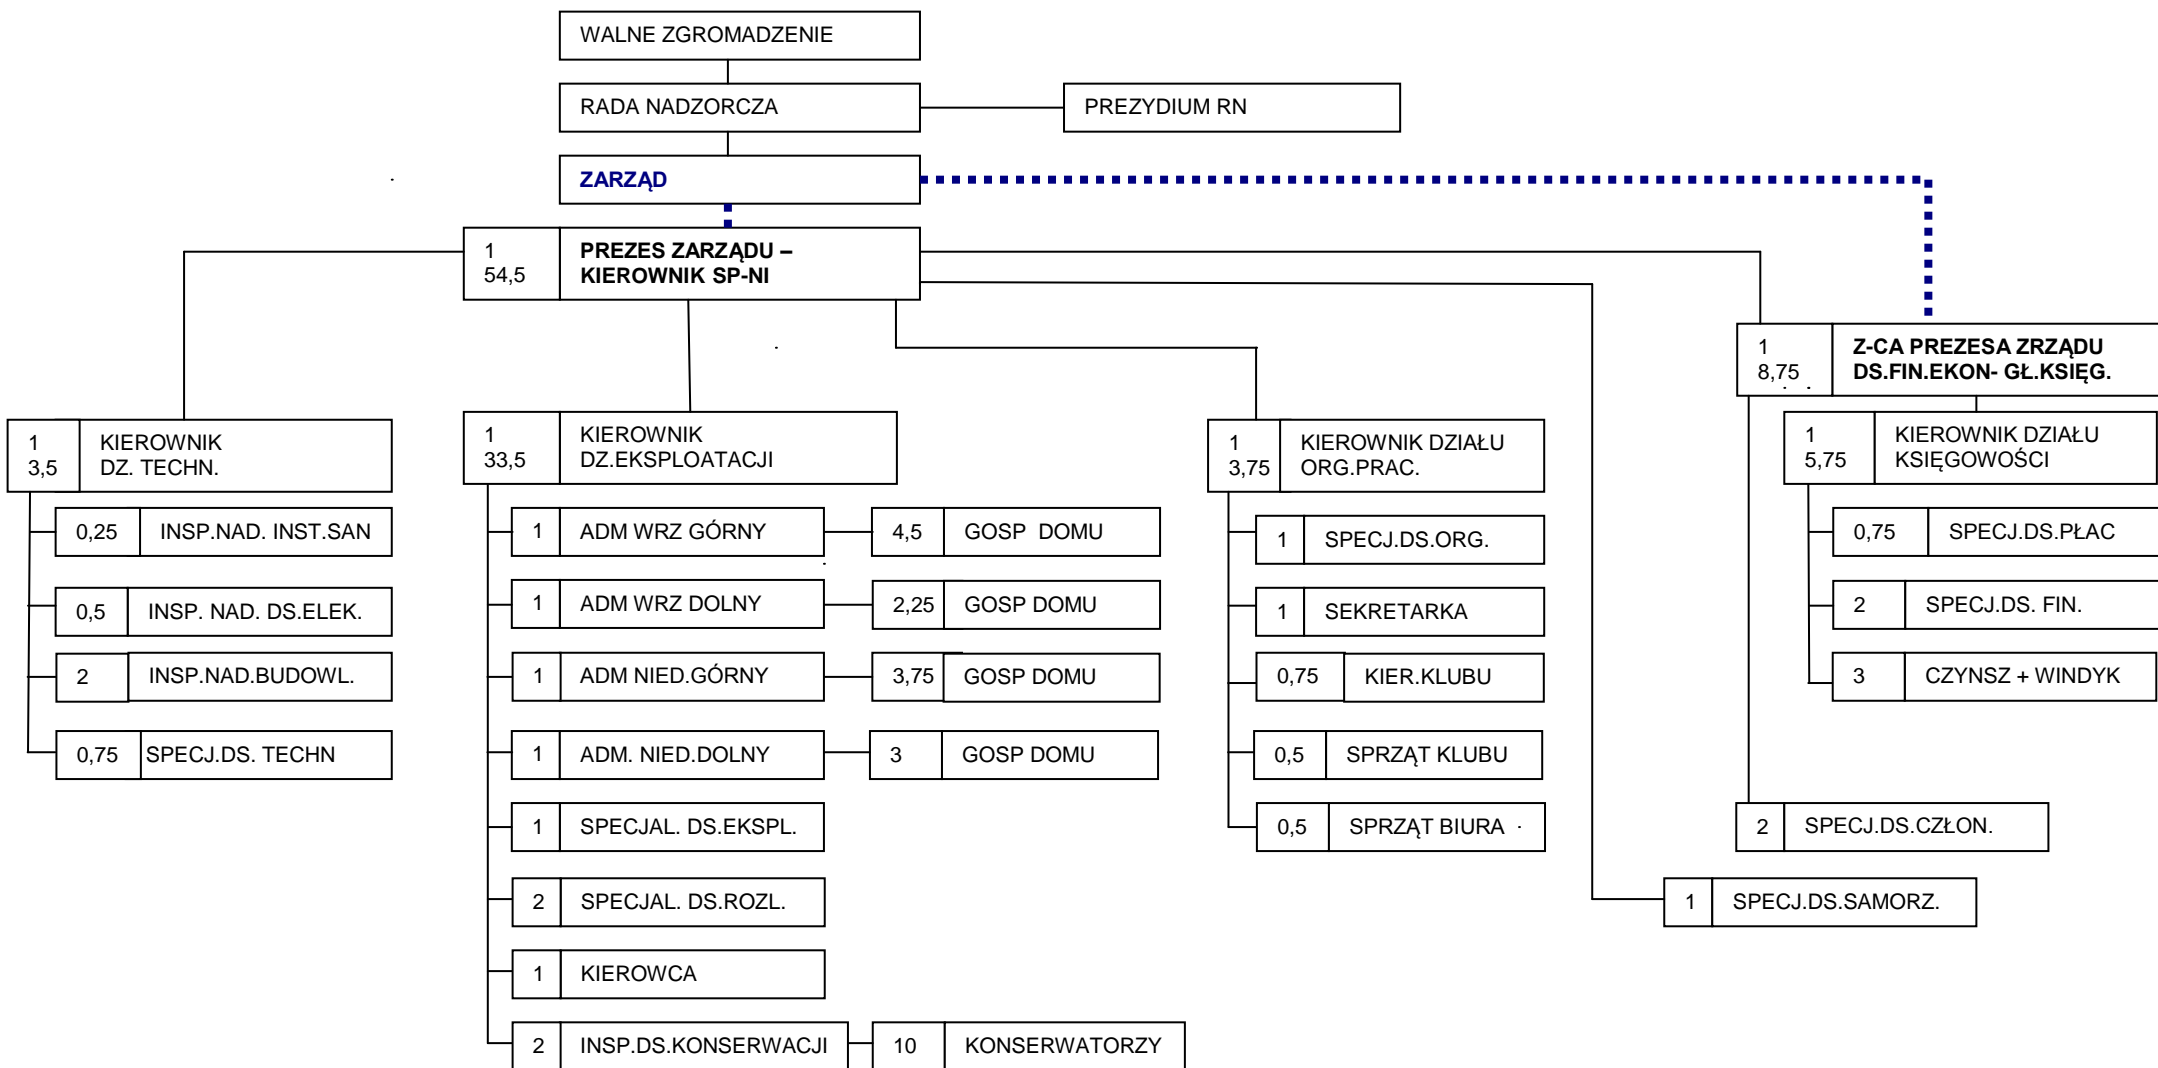 WALNE ZGROMADZENIE
RADA NADZORCZA
PREZYDIUM RN
ZARZĄD
1
54,5
PREZES ZARZĄDU –
KIEROWNIK SP-NI
1
8,75
Z-CA PREZESA ZRZĄDU
DS.FIN.EKON- GŁ.KSIĘG.
1
3,5
KIEROWNIK
DZ. TECHN.
0,25 INSP.NAD. INST.SAN
0,5 INSP. NAD. DS.ELEK.
2 INSP.NAD.BUDOWL.
0,75 SPECJ.DS. TECHN
1
33,5
KIEROWNIK
DZ.EKSPLOATACJI
1 ADM WRZ GÓRNY 4,5 GOSP DOMU
1 ADM WRZ DOLNY 2,25 GOSP DOMU
1 ADM NIED.GÓRNY 3,75 GOSP DOMU
1 ADM. NIED.DOLNY 3 GOSP DOMU
1 SPECJAL. DS.EKSPL.
2 SPECJAL. DS.ROZL.
1 KIEROWCA
2 INSP.DS.KONSERWACJI 10 KONSERWATORZY
1
3,75
KIEROWNIK DZIAŁU
ORG.PRAC.
1 SPECJ.DS.ORG.
1 SEKRETARKA
0,75 KIER.KLUBU
0,5 SPRZĄT KLUBU
0,5 SPRZĄT BIURA
1
5,75
KIEROWNIK DZIAŁU
KSIĘGOWOŚCI
0,75 SPECJ.DS.PŁAC
2 SPECJ.DS. FIN.
3 CZYNSZ + WINDYK
2 SPECJ.DS.CZŁON.
1 SPECJ.DS.SAMORZ.